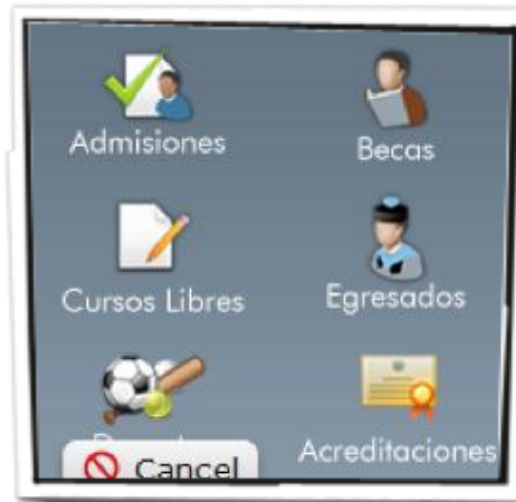 Admisiones
Becas
Cursos Libres
Egresados
Acreditaciones
Cancel